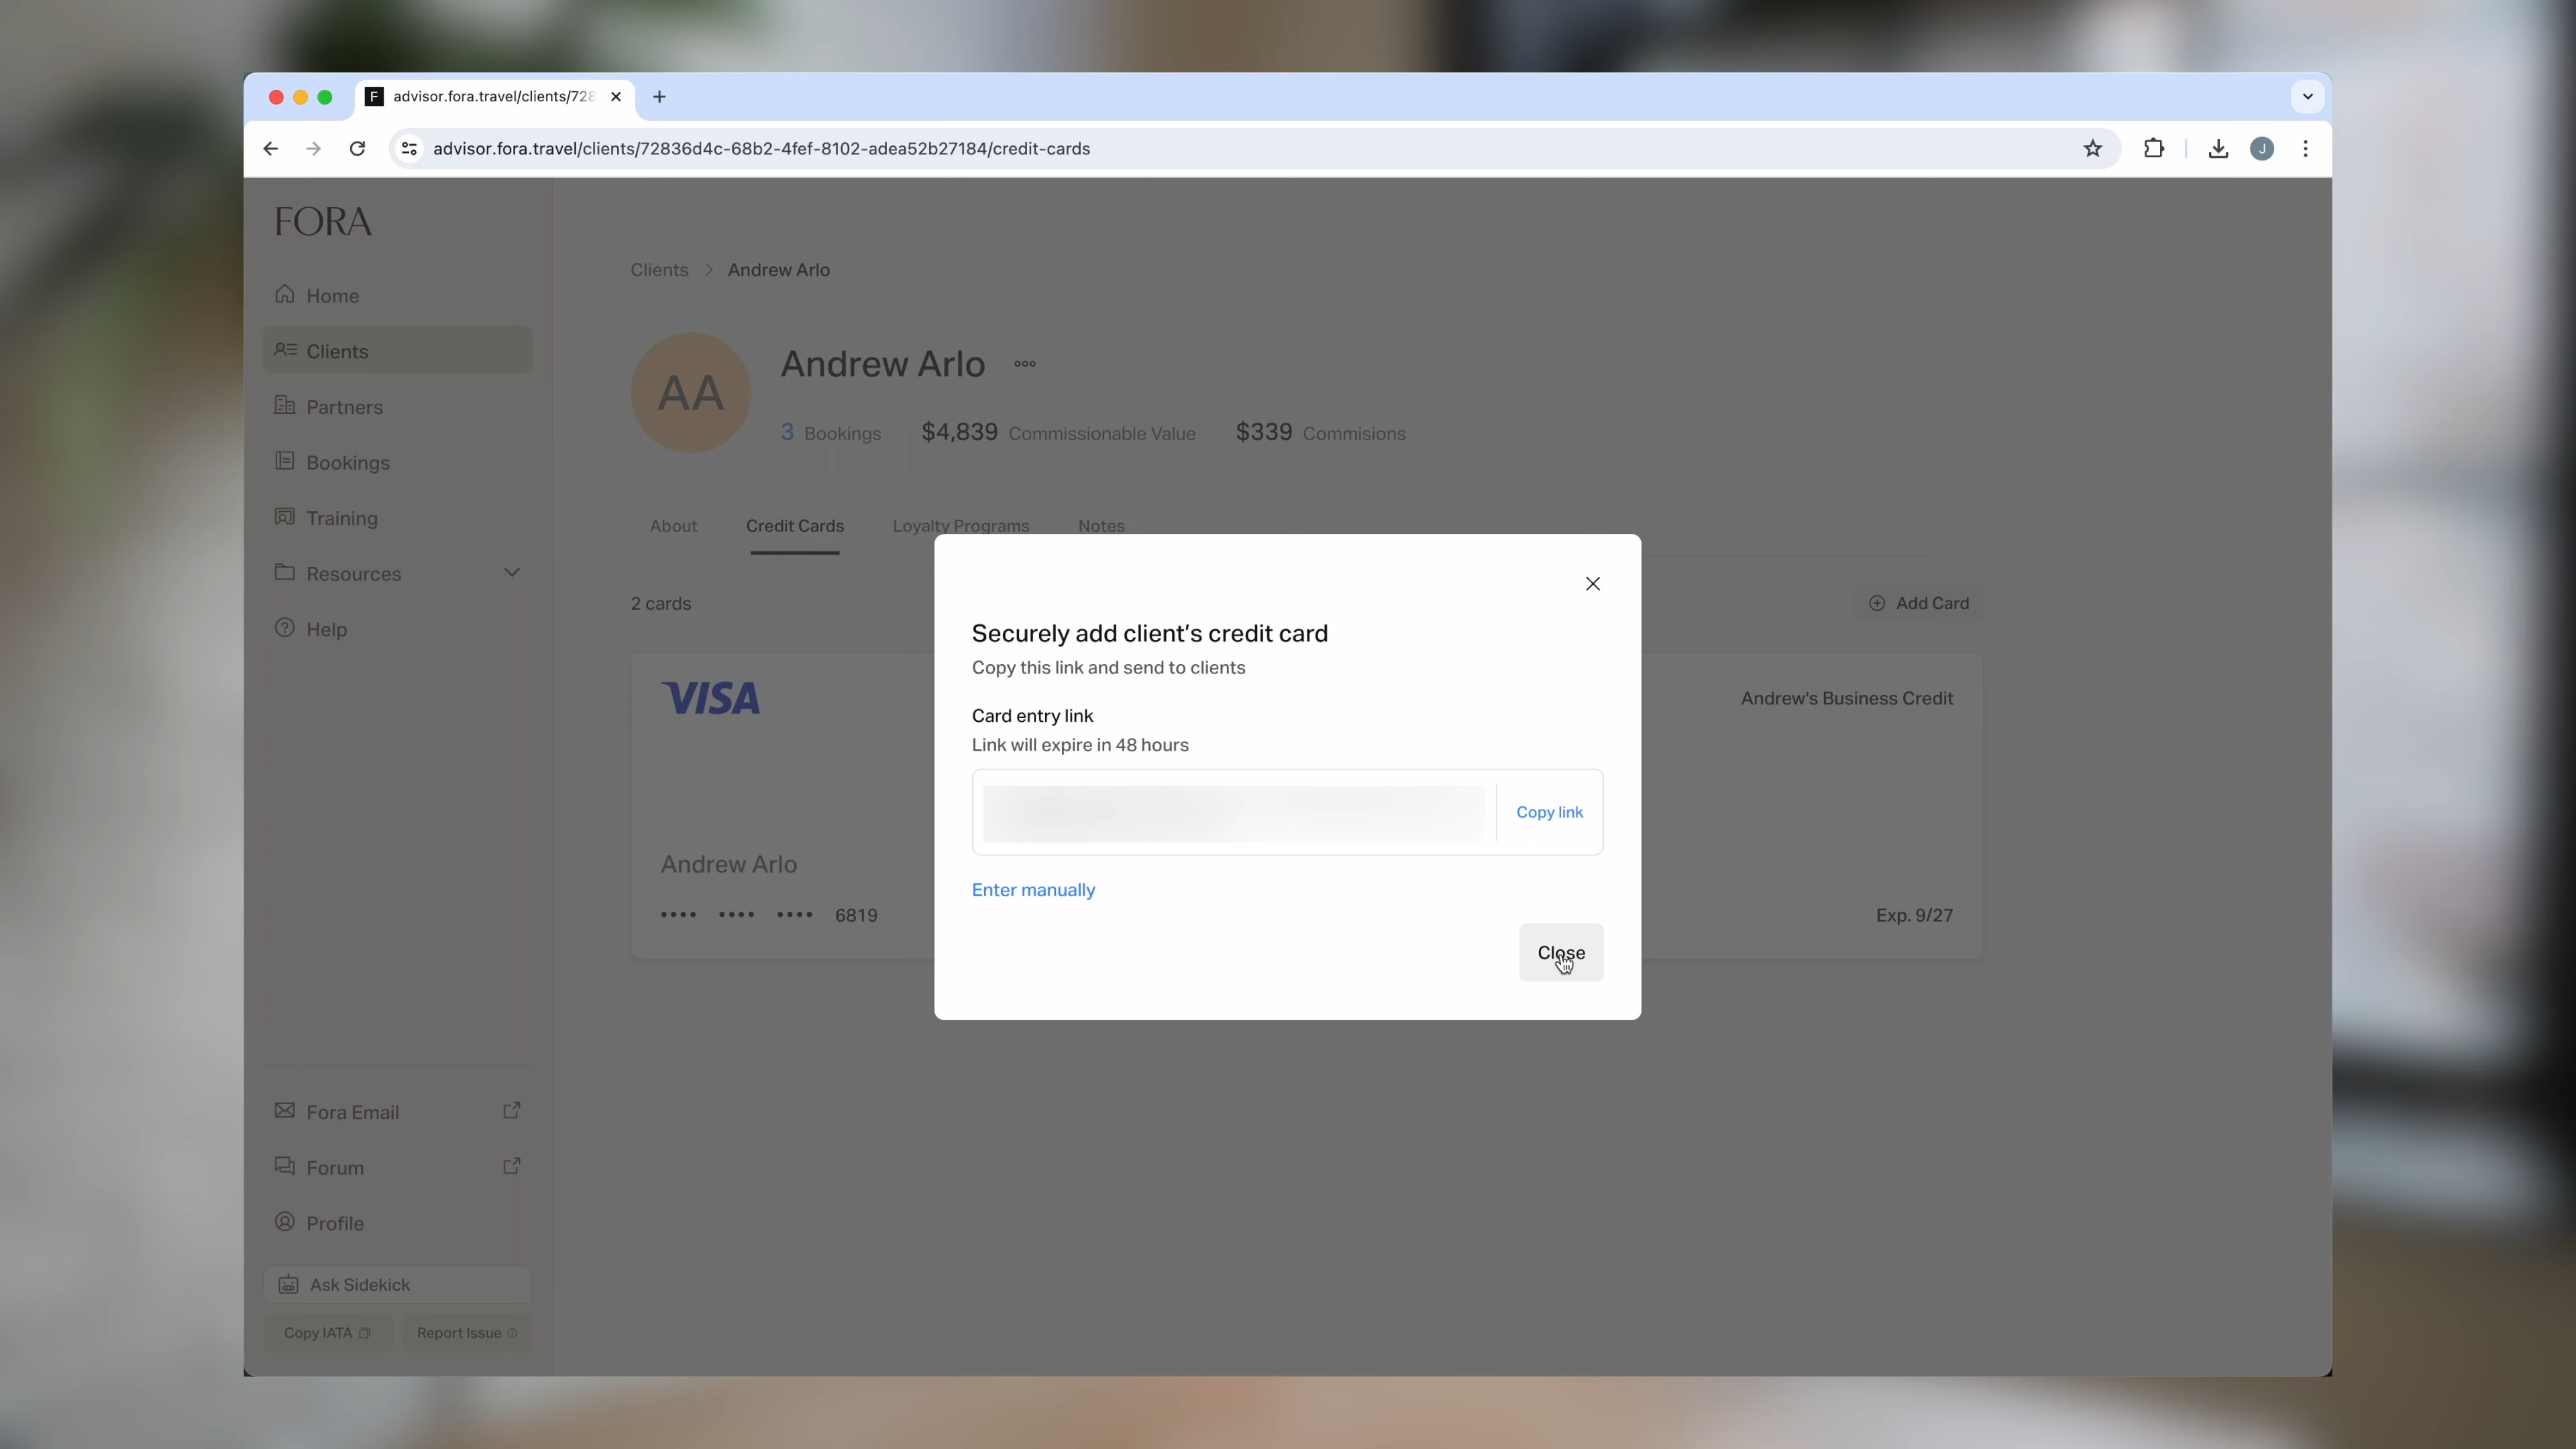 F advisor.fora.travel/clients/728
advisor.fora.travel/clients/72836d4c-68b2-4fef-8102-adea52b27184/credit-cards
J
FORA
Home
Clients
Partners
Bookings
Training
Resources
Help
Clients > Andrew Arlo
AA
Andrew Arlo
3 Bookings $4,839 Commissionable Value $339 Commisions
About Credit Cards Loyalty Programs Notes
2 cards
Add Card
VISA
Andrew Arlo
•••• •••• •••• 6819
Andrew's Business Credit
Exp. 9/27
Securely add client's credit card
Copy this link and send to clients
Card entry link
Link will expire in 48 hours
Copy link
Enter manually
Close
Fora Email
Forum
Profile
Ask Sidekick
Copy IATA Report Issue